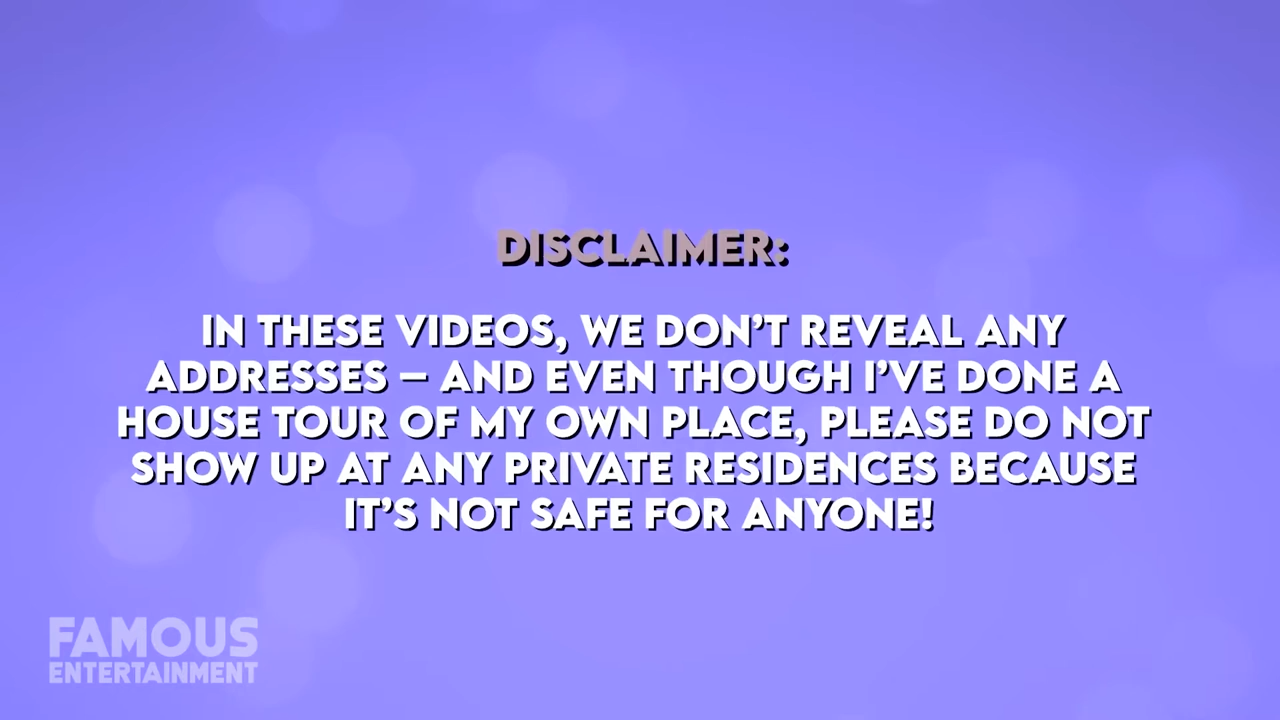 DISCLAIMER:
IN THESE VIDEOS, WE DON'T REVEAL ANY
ADDRESSES – AND EVEN THOUGH I'VE DONE A
HOUSE TOUR OF MY OWN PLACE, PLEASE DO NOT
SHOW UP AT ANY PRIVATE RESIDENCES BECAUSE
IT'S NOT SAFE FOR ANYONE!
FAMOUS
ENTERTAINMENT